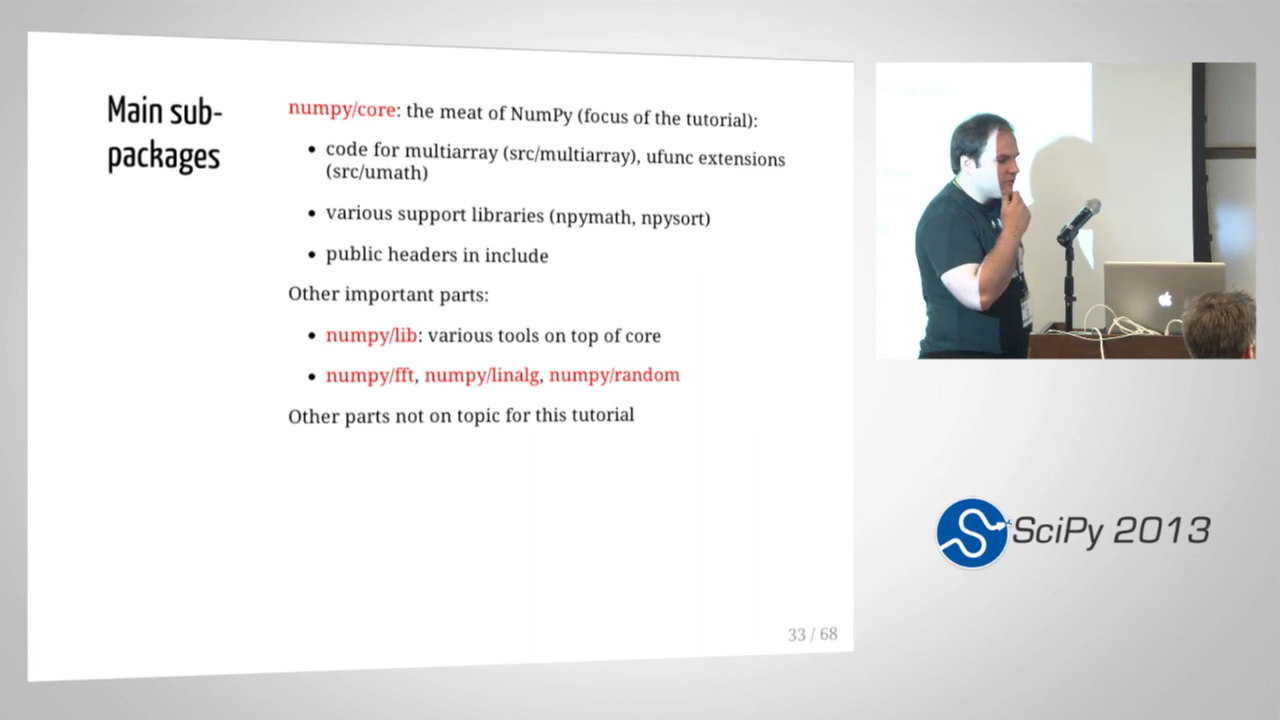 Main sub-
packages
numpy/core: the meat of NumPy (focus of the tutorial):
• code for multiarray (src/multiarray), ufunc extensions
(src/umath)
• various support libraries (npymath, npysort)
• public headers in include
Other important parts:
• numpy/lib: various tools on top of core
• numpy/fft, numpy/linalg, numpy/random
Other parts not on topic for this tutorial
33 / 68
SciPy 2013